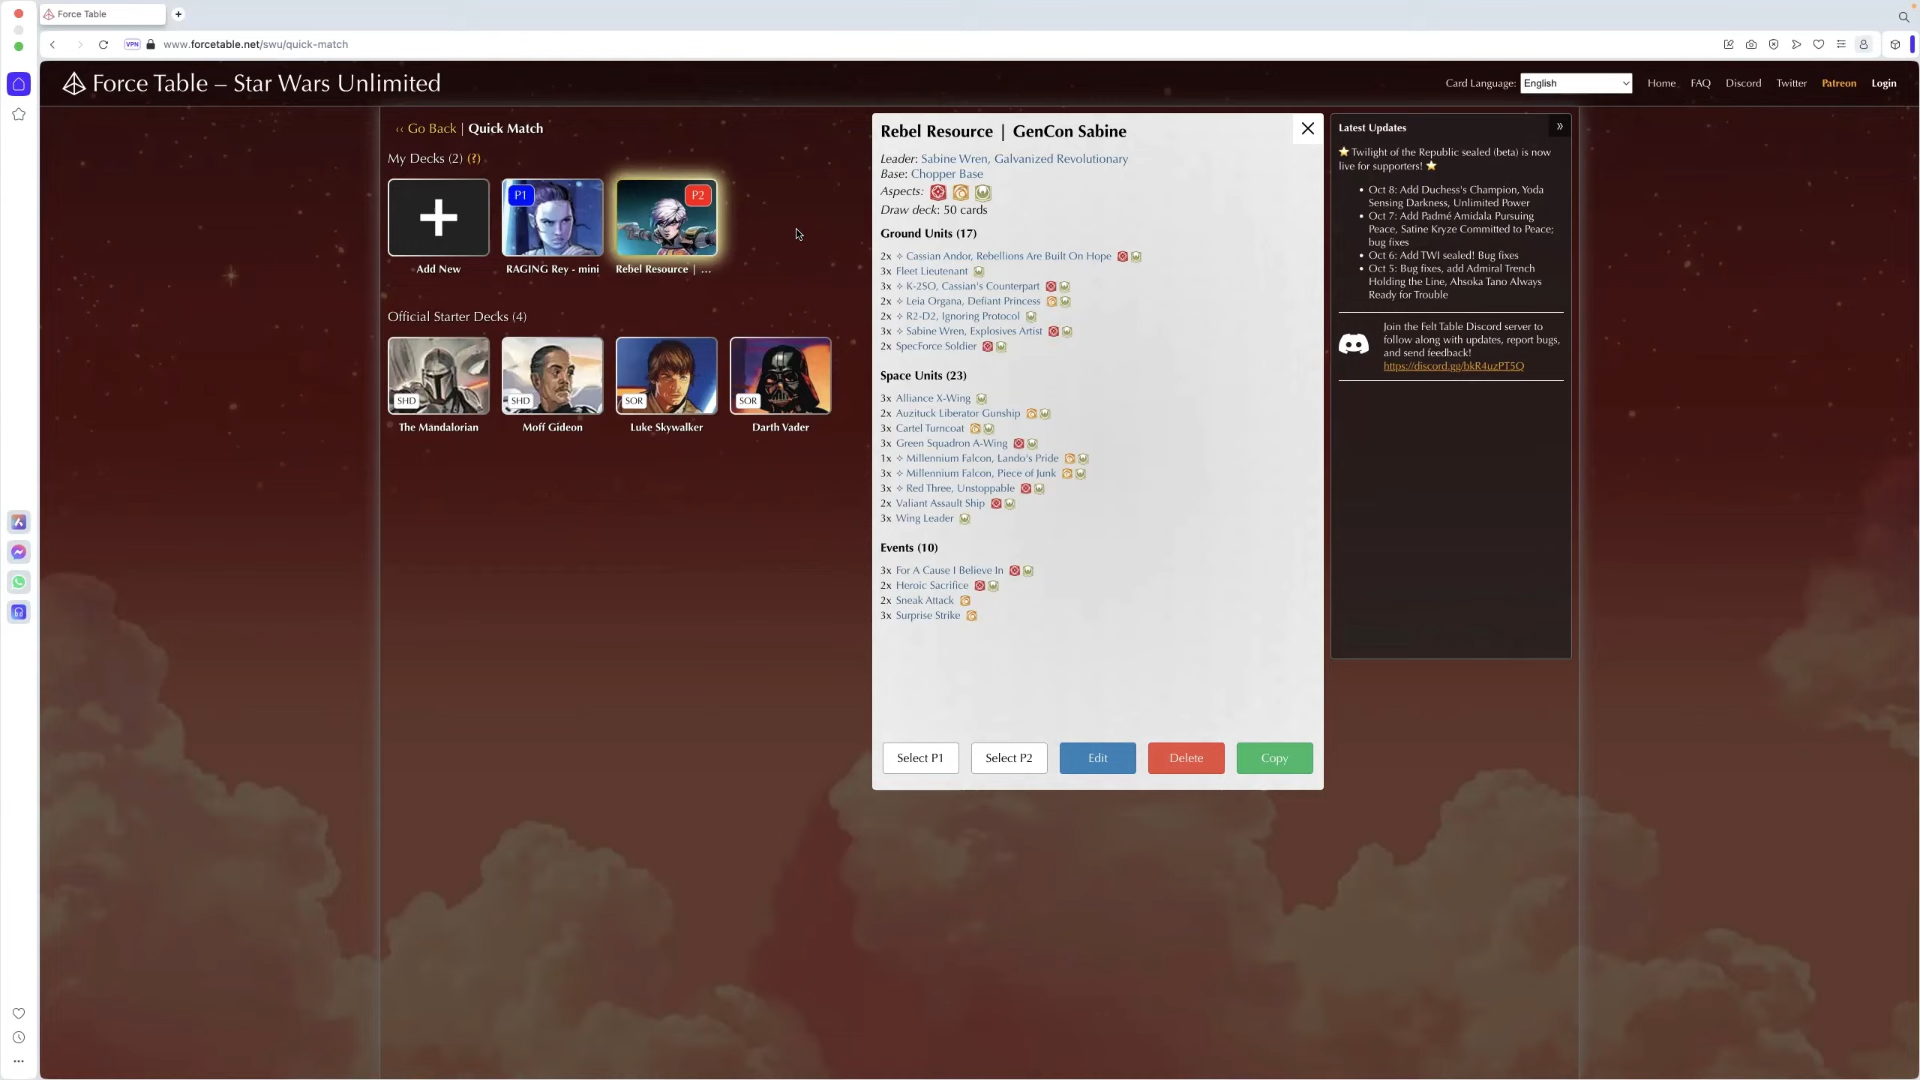 Force Table
VPN
www.forcetable.net/swu/quick-match
Force Table – Star Wars Unlimited
Card Language:
English
Home
FAQ
Discord
Twitter
Patreon
Login
‹‹ Go Back | Quick Match
My Decks (2) (?)
P1
P2
Add New
RAGING Rey - mini
Rebel Resource | ...
Official Starter Decks (4)
SHD
SHD
SOR
SOR
The Mandalorian
Moff Gideon
Luke Skywalker
Darth Vader
Rebel Resource | GenCon Sabine
Leader: Sabine Wren, Galvanized Revolutionary
Base: Chopper Base
Aspects:
Draw deck: 50 cards
Ground Units (17)
2x Cassian Andor, Rebellions Are Built On Hope
3x Fleet Lieutenant
3x K-2SO, Cassian's Counterpart
2x Leia Organa, Defiant Princess
2x R2-D2, Ignoring Protocol
3x Sabine Wren, Explosives Artist
2x SpecForce Soldier
Space Units (23)
3x Alliance X-Wing
2x Auzituck Liberator Gunship
3x Cartel Turncoat
3x Green Squadron A-Wing
1x Millennium Falcon, Lando's Pride
3x Millennium Falcon, Piece of Junk
3x Red Three, Unstoppable
2x Valiant Assault Ship
3x Wing Leader
Events (10)
3x For A Cause I Believe In
2x Heroic Sacrifice
2x Sneak Attack
3x Surprise Strike
Select P1
Select P2
Edit
Delete
Copy
Latest Updates
»
Twilight of the Republic sealed (beta) is now
live for supporters!
• Oct 8: Add Duchess's Champion, Yoda
Sensing Darkness, Unlimited Power
• Oct 7: Add Padmé Amidala Pursuing
Peace, Satine Kryze Committed to Peace;
bug fixes
• Oct 6: Add TWI sealed! Bug fixes
• Oct 5: Bug fixes, add Admiral Trench
Holding the Line, Ahsoka Tano Always
Ready for Trouble
Join the Felt Table Discord server to
follow along with updates, report bugs,
and send feedback!
https://discord.gg/hkR4uzPT5Q